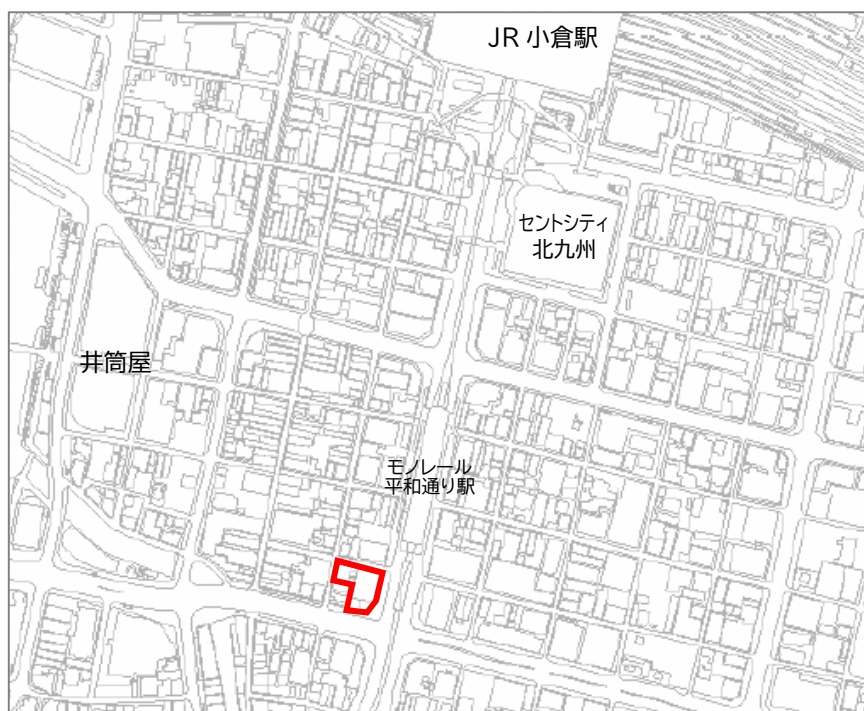 JR 小倉駅
セントシティ
北九州
井筒屋
モノレール
平和通り駅